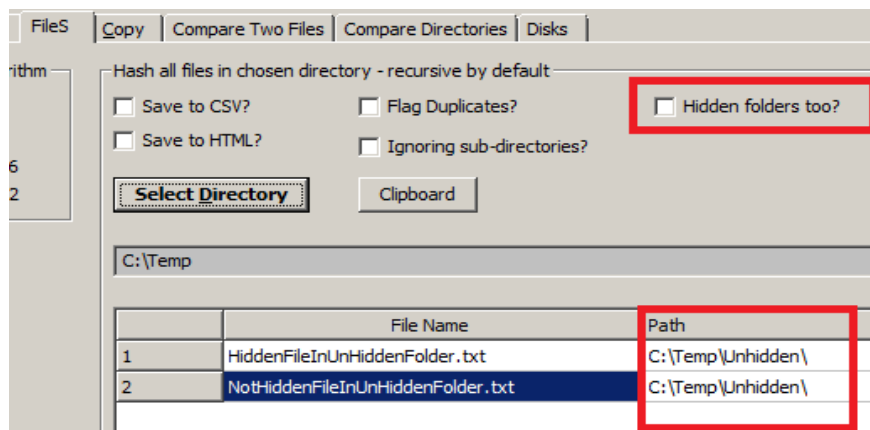 FileS Copy Compare Two Files Compare Directories Disks
rithm
Hash all files in chosen directory - recursive by default
Save to CSV? Flag Duplicates? Hidden folders too?
Save to HTML? Ignoring sub-directories?
6
2
Select Directory Clipboard
C:\Temp
File Name Path
1 HiddenFileInUnHiddenFolder.txt C:\Temp\Unhidden\
2 NotHiddenFileInUnHiddenFolder.txt C:\Temp\Unhidden\